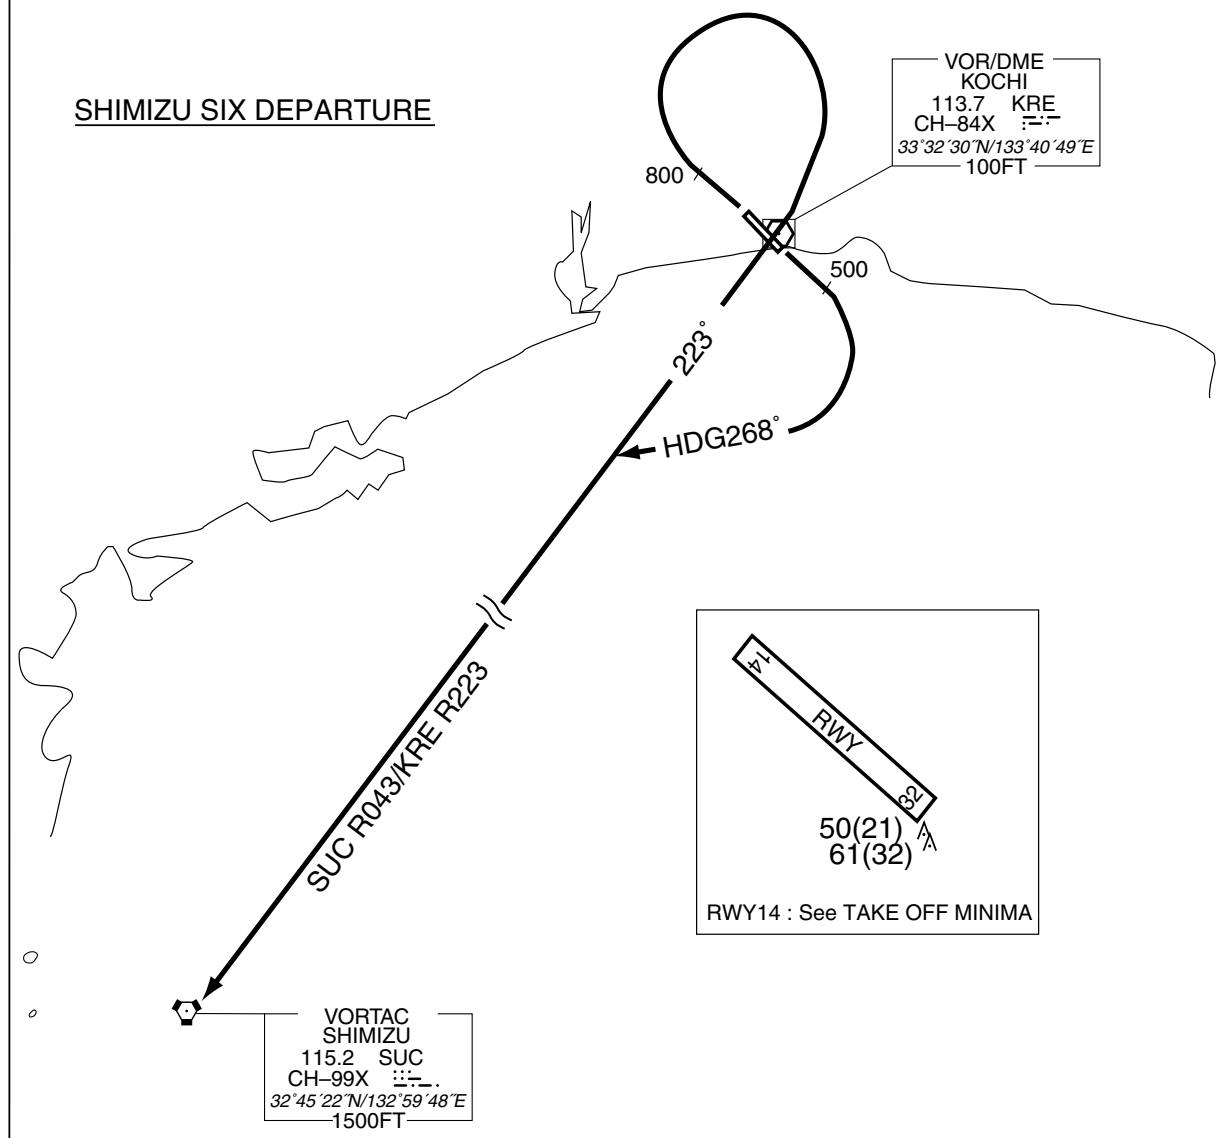 SHIMIZU SIX DEPARTURE
VOR/DME
KOCHI
113.7 KRE
CH–84X
33°32´30˝N/133°40´49˝E
100FT
800
500
223°
HDG268°
SUC R043/KRE R223
14
RWY
32
50(21)
61(32)
RWY14 : See TAKE OFF MINIMA
VORTAC
SHIMIZU
115.2 SUC
CH–99X
32°45´22˝N/132°59´48˝E
1500FT